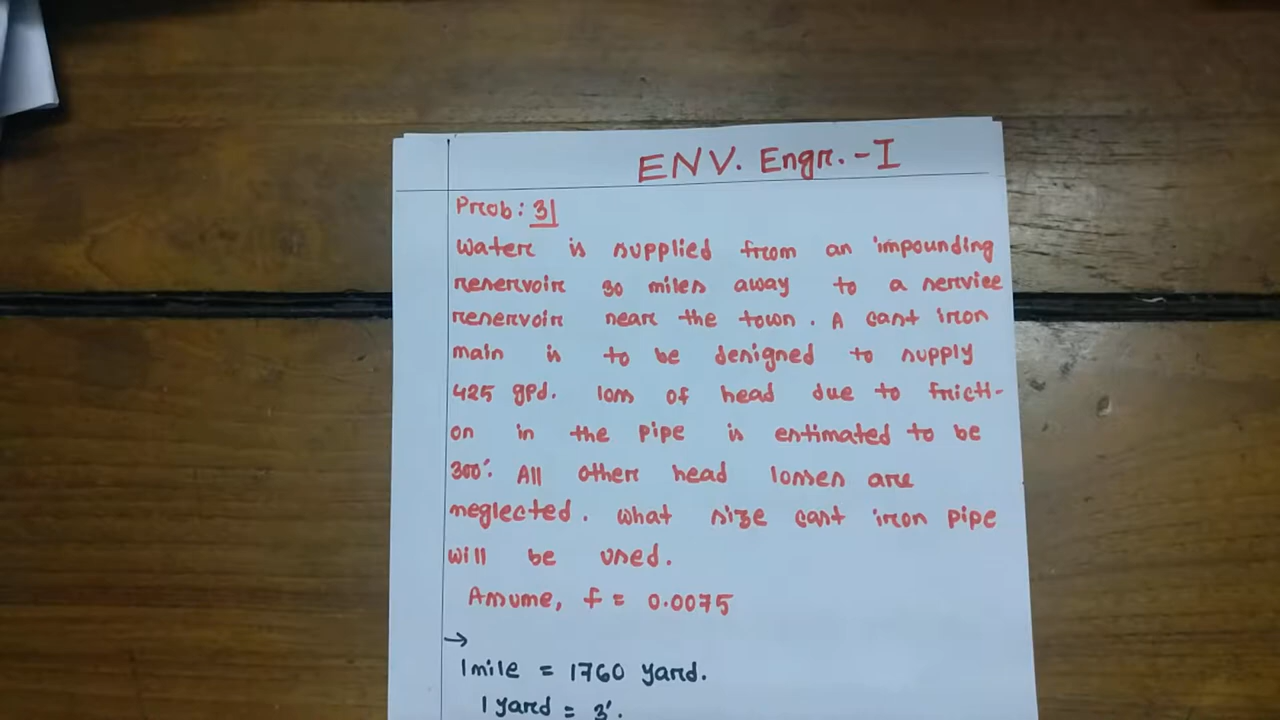 ENV. Engr.-I
Prob: 31
Water is supplied from an impounding
reservoir 30 miles away to a service
reservoir near the town. A cast iron
main is to be designed to supply
425 gpd. loss of head due to fricti-
on in the pipe is estimated to be
300'. All other head losses are
neglected. What size cast iron pipe
will be used.
Assume, f = 0.0075
→
1 mile = 1760 yard.
1 yard = 3'.